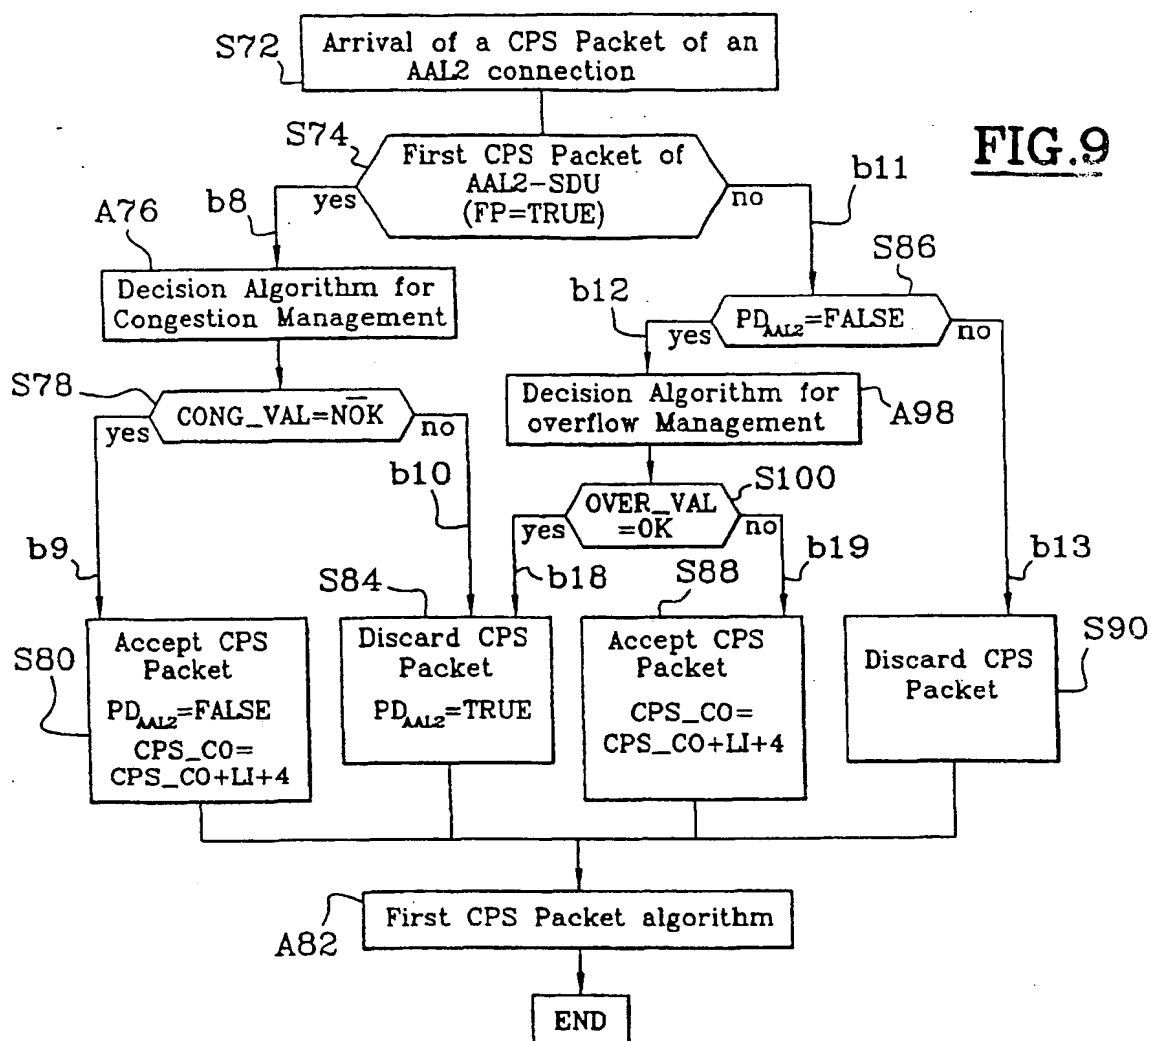 S72
Arrival of a CPS Packet of an
AAL2 connection
FIG.9
S74
First CPS Packet of
AAL2-SDU
(FP=TRUE)
yes
no
b8
b11
A76
Decision Algorithm for
Congestion Management
S86
b12
PD_AAL2=FALSE
yes
no
S78
CONG_VAL=NOK
yes
no
Decision Algorithm for
overflow Management
A98
b10
OVER_VAL
=OK
S100
yes
no
b9
b18
b19
b13
S84
S88
S80
Accept CPS
Packet
PD_AAL2=FALSE
CPS_CO=
CPS_CO+LI+4
Discard CPS
Packet
PD_AAL2=TRUE
Accept CPS
Packet
CPS_CO=
CPS_CO+LI+4
Discard CPS
Packet
S90
First CPS Packet algorithm
A82
END